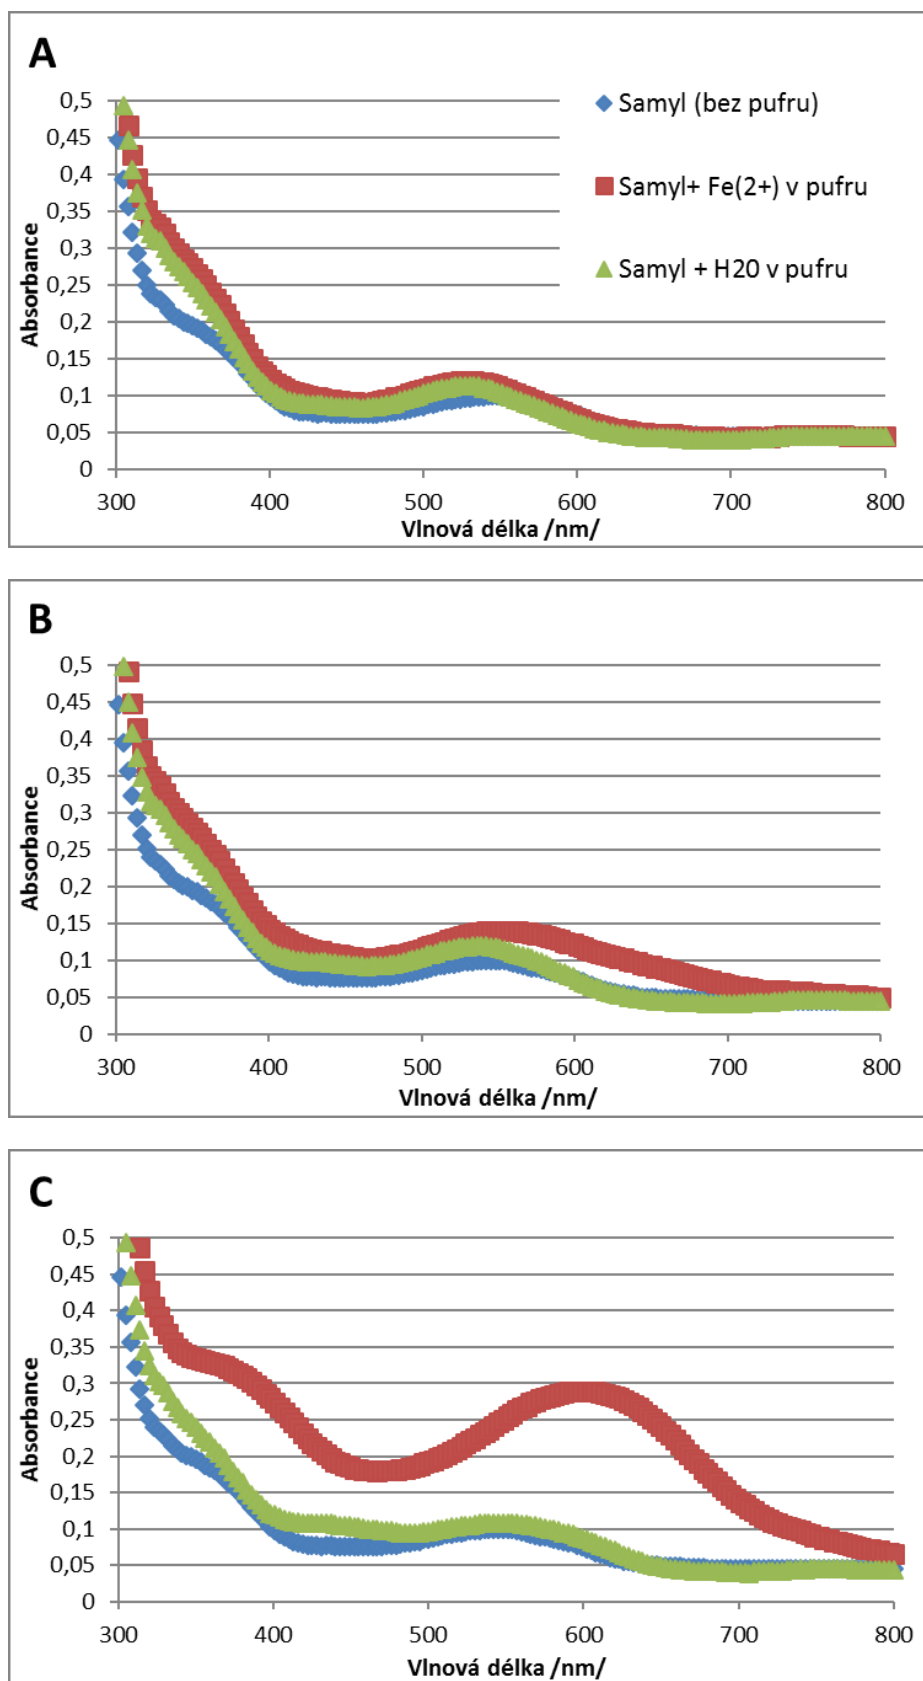 A
Absorbance
0,5
0,45
0,4
0,35
0,3
0,25
0,2
0,15
0,1
0,05
0
Samyl (bez pufru)
Samyl+ Fe(2+) v pufru
Samyl + H20 v pufru
300 400 500 600 700 800
Vlnová délka /nm/
B
Absorbance
0,5
0,45
0,4
0,35
0,3
0,25
0,2
0,15
0,1
0,05
0
300 400 500 600 700 800
Vlnová délka /nm/
C
Absorbance
0,5
0,45
0,4
0,35
0,3
0,25
0,2
0,15
0,1
0,05
0
300 400 500 600 700 800
Vlnová délka /nm/